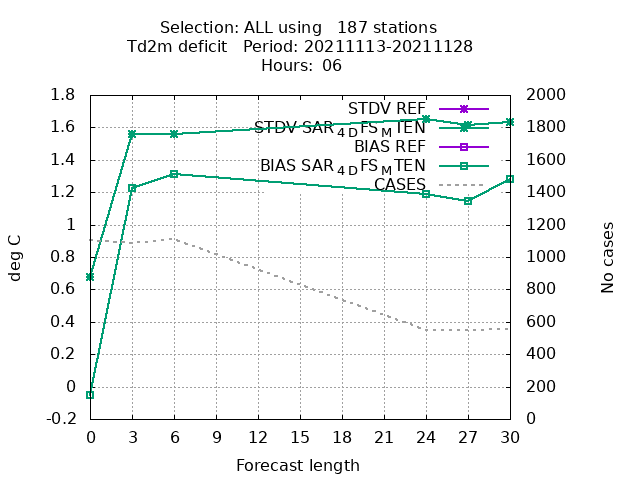 Selection: ALL using   187 stations
Td2m deficit   Period: 20211113-20211128
Hours: 06
1.8 2000
STDV REF
1.6 STDV SAR4DFSMTEN 1800
BIAS REF
1.4 BIAS SAR4DFSMTEN 1600
CASES
1.2 1400
1 1200
0.8 1000
deg C
No cases
0.6 800
0.4 600
0.2 400
0 200
-0.2 0
0 3 6 9 12 15 18 21 24 27 30
Forecast length